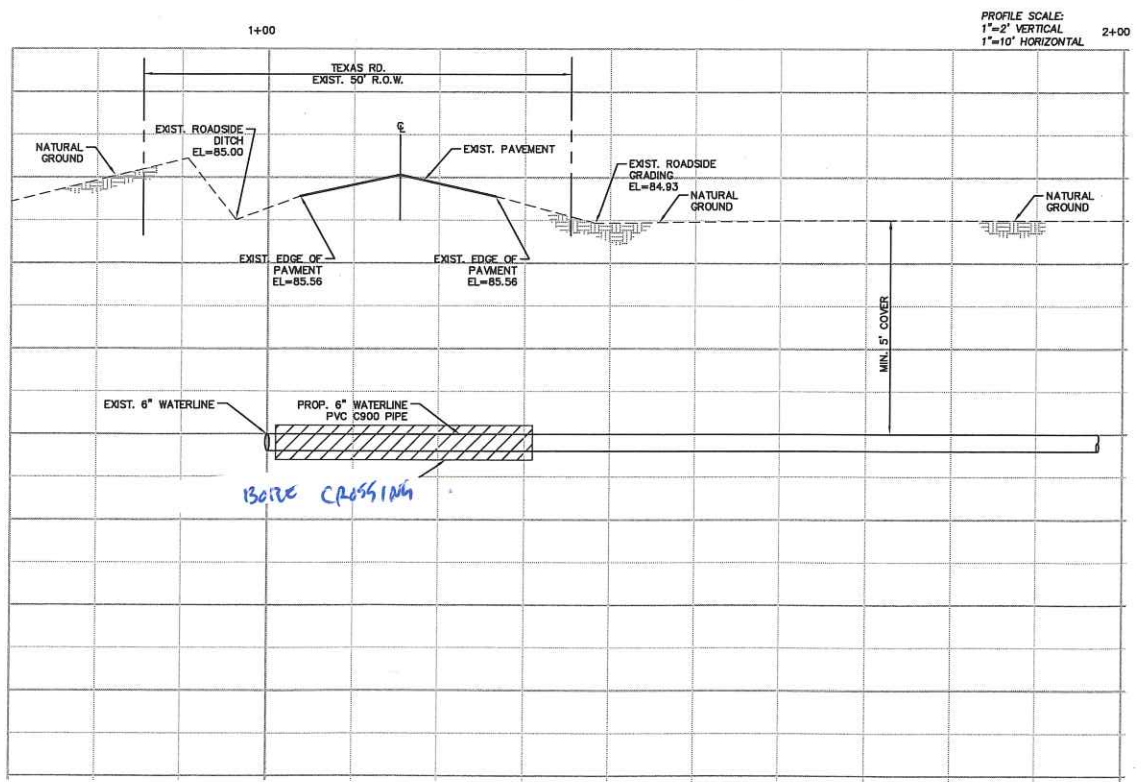 PROFILE SCALE:
1"=2' VERTICAL
1"=10' HORIZONTAL
1+00
2+00
TEXAS RD.
EXIST. 50' R.O.W.
EXIST. ROADSIDE
DITCH
EL=85.00
NATURAL
GROUND
℄
EXIST. PAVEMENT
EXIST. ROADSIDE
GRADING
EL=84.93
NATURAL
GROUND
NATURAL
GROUND
EXIST. EDGE OF
PAVMENT
EL=85.56
EXIST. EDGE OF
PAVMENT
EL=85.56
MIN. 5' COVER
EXIST. 6" WATERLINE
PROP. 6" WATERLINE
PVC C900 PIPE
BORE CROSSING